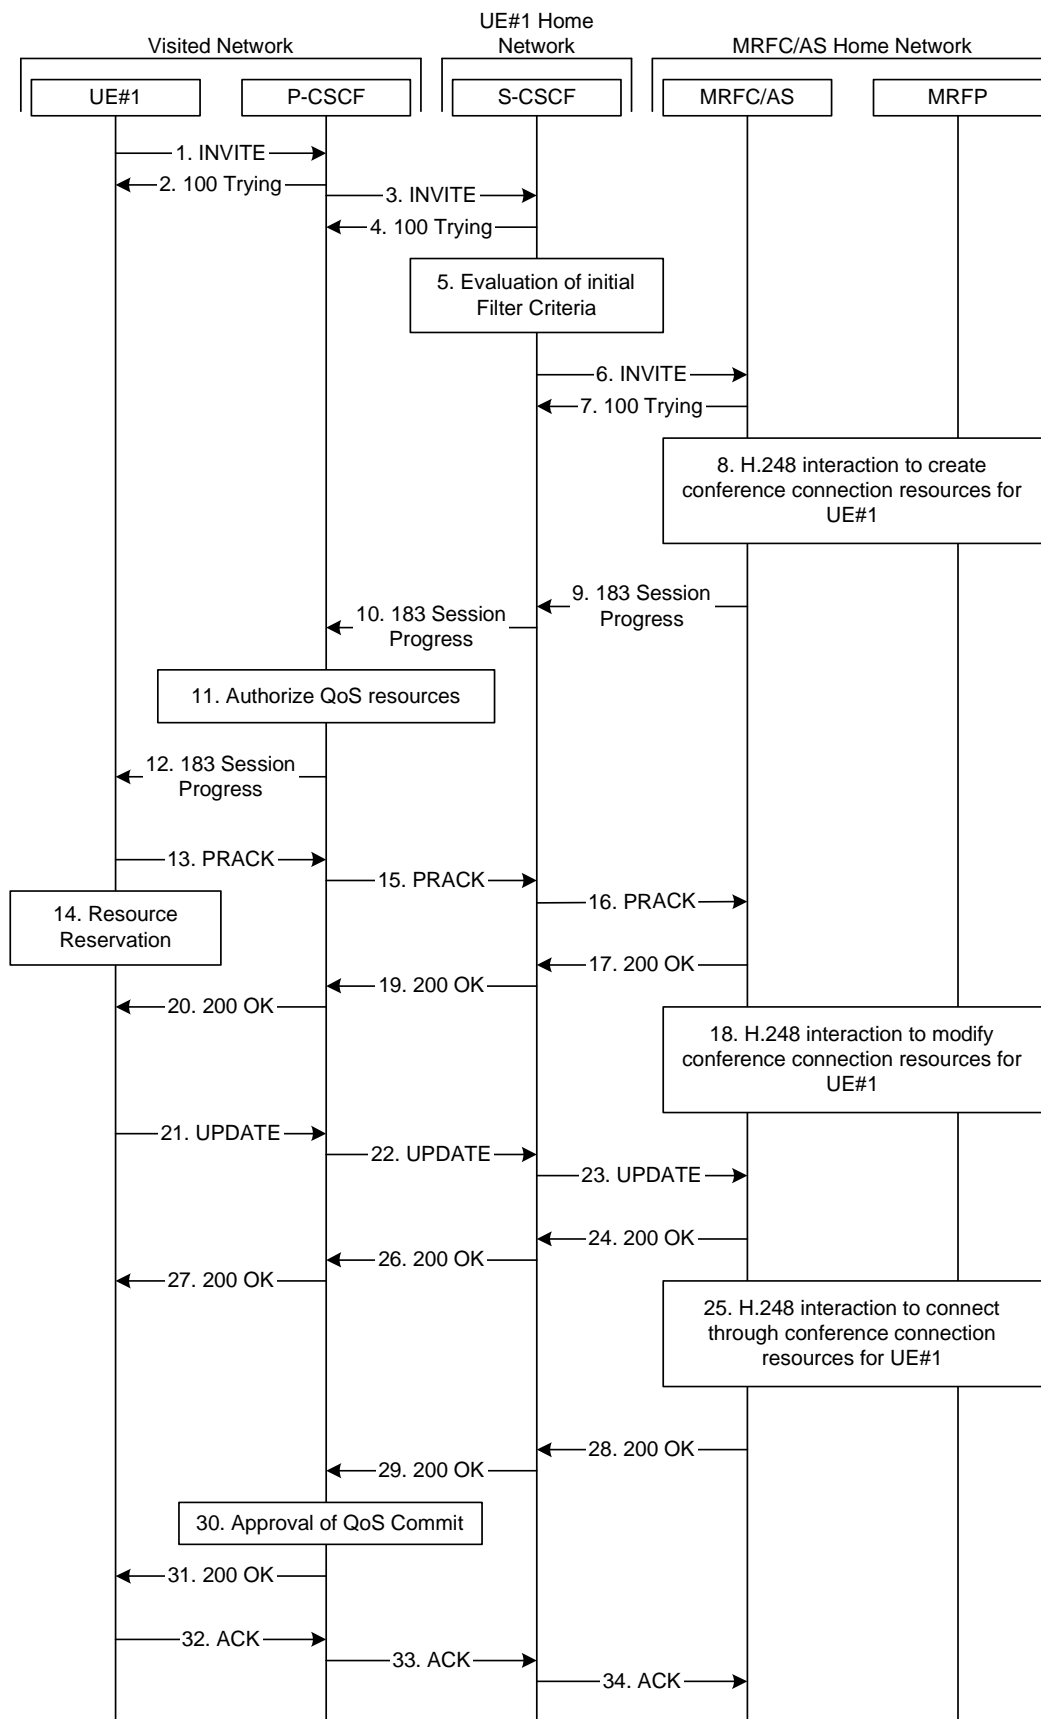 UE#1 Home
Network
Visited Network
MRFC/AS Home Network
UE#1
P-CSCF
S-CSCF
MRFC/AS
MRFP
1. INVITE
2. 100 Trying
3. INVITE
4. 100 Trying
5. Evaluation of initial
Filter Criteria
6. INVITE
7. 100 Trying
8. H.248 interaction to create
conference connection resources for
UE#1
9. 183 Session
Progress
10. 183 Session
Progress
11. Authorize QoS resources
12. 183 Session
Progress
13. PRACK
15. PRACK
16. PRACK
14. Resource
Reservation
17. 200 OK
19. 200 OK
20. 200 OK
18. H.248 interaction to modify
conference connection resources for
UE#1
21. UPDATE
22. UPDATE
23. UPDATE
24. 200 OK
26. 200 OK
27. 200 OK
25. H.248 interaction to connect
through conference connection
resources for UE#1
28. 200 OK
29. 200 OK
30. Approval of QoS Commit
31. 200 OK
32. ACK
33. ACK
34. ACK